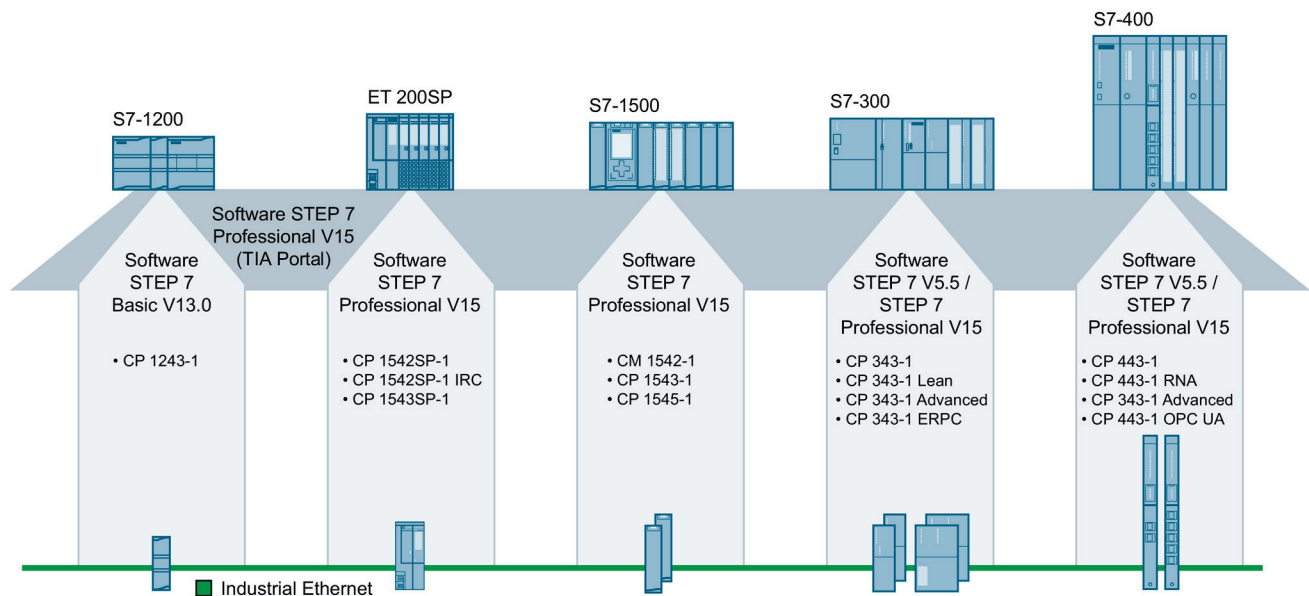 S7-1200
ET 200SP
S7-1500
S7-300
S7-400
Software STEP 7
Professional V15
(TIA Portal)
Software
STEP 7
Basic V13.0
• CP 1243-1
Software
STEP 7
Professional V15
• CP 1542SP-1
• CP 1542SP-1 IRC
• CP 1543SP-1
Software
STEP 7
Professional V15
• CM 1542-1
• CP 1543-1
• CP 1545-1
Software
STEP 7 V5.5 /
STEP 7
Professional V15
• CP 343-1
• CP 343-1 Lean
• CP 343-1 Advanced
• CP 343-1 ERPC
Software
STEP 7 V5.5 /
STEP 7
Professional V15
• CP 443-1
• CP 443-1 RNA
• CP 343-1 Advanced
• CP 443-1 OPC UA
Industrial Ethernet